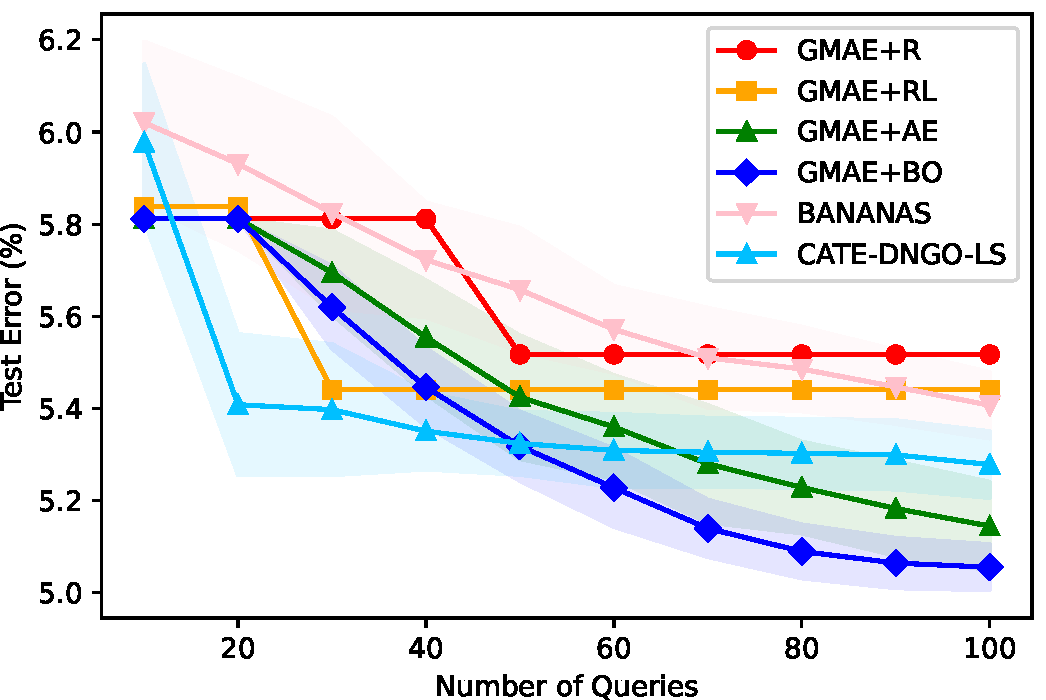 6.2
6.0
5.8
5.6
5.4
5.2
5.0
Test Error (%)
20
40
60
80
100
Number of Queries
GMAE+R
GMAE+RL
GMAE+AE
GMAE+BO
BANANAS
CATE-DNGO-LS